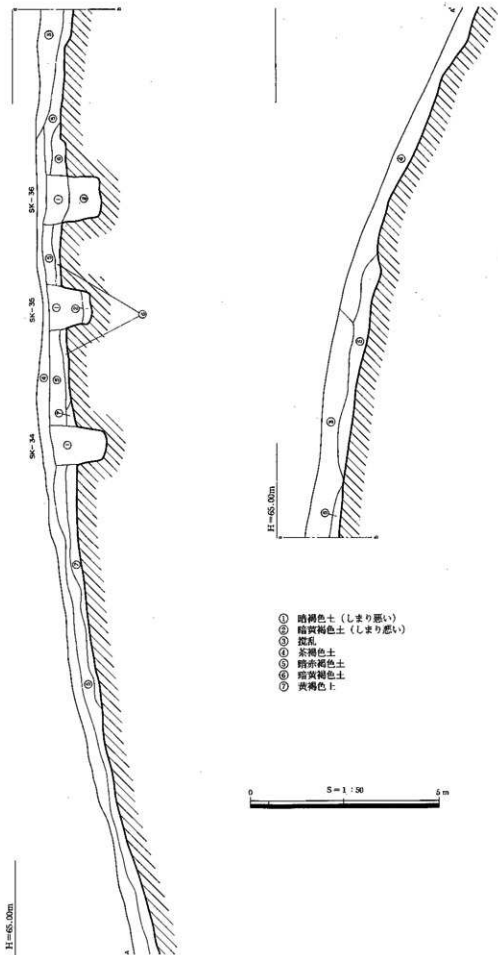 SK-36
SK-35
SK-34
H=65.00m
H=65.00m
① 暗褐色土（しまり悪い）
② 暗黄褐色土（しまり悪い）
③ 撹乱
④ 茶褐色土
⑤ 暗赤褐色土
⑥ 暗黄褐色土
⑦ 黄褐色土
0 S=1:50 5m